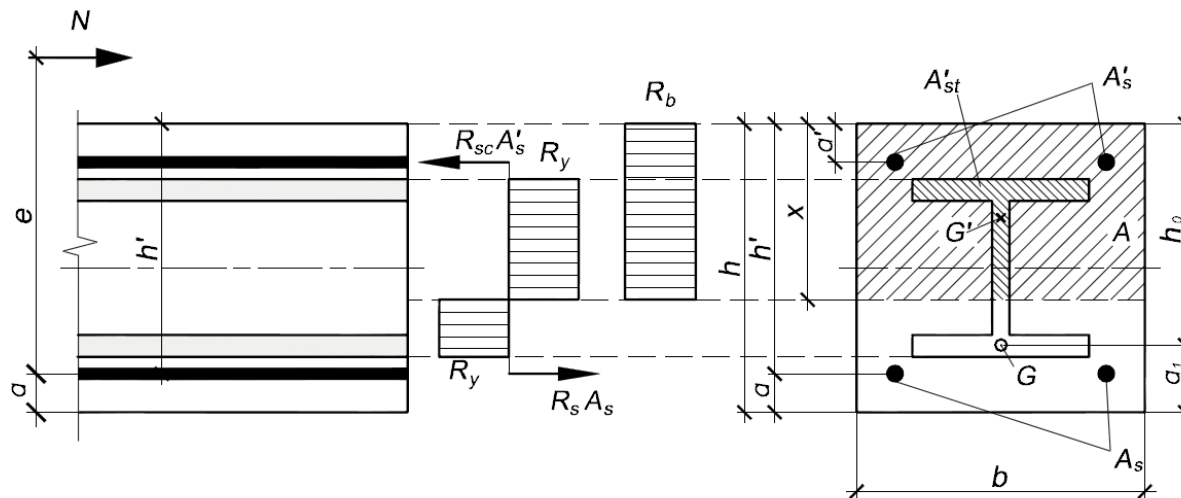 N
e
h'
a
R_sc A'_s
R_y
R_y
R_s A_s
R_b
h
h'
a
x
a'
A'_st
A'_s
G'
A
G
h_0
a_1
A_s
b